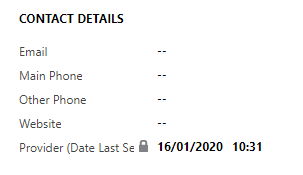 CONTACT DETAILS
Email --
Main Phone --
Other Phone --
Website --
Provider (Date Last Se 16/01/2020 10:31